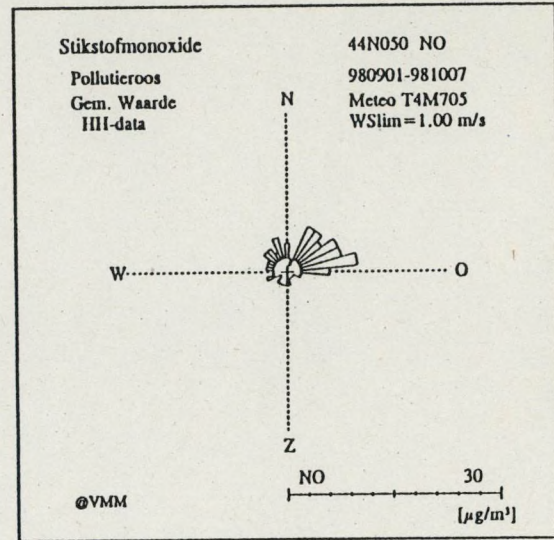 Stikstofmonoxide
Pollutieroos
Gem. Waarde
HH-data
44N050 NO
980901-981007
Meteo T4M705
WSlim=1.00 m/s
N
W
O
Z
NO 30
[µg/m³]
@VMM